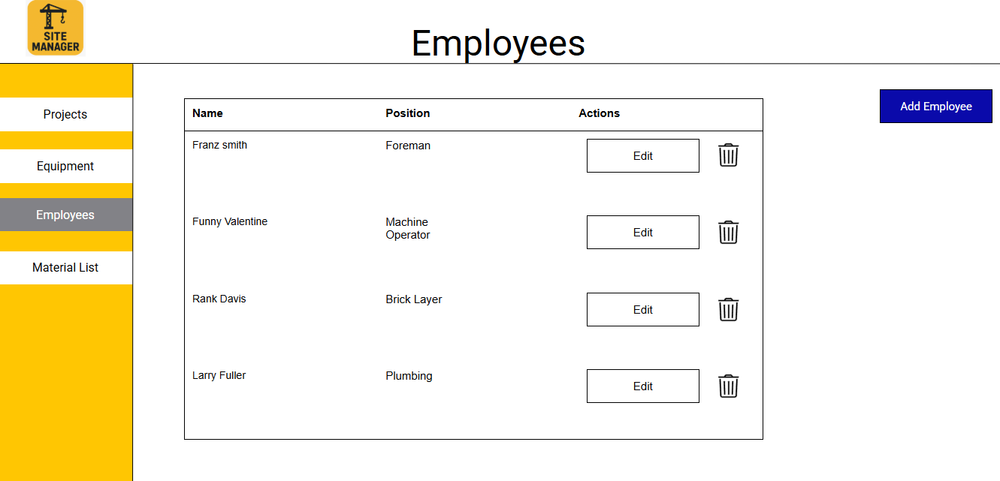 SITE
MANAGER
Employees
Projects
Equipment
Employees
Material List
Add Employee
Name Position Actions
Franz smith Foreman Edit
Funny Valentine Machine Edit
Operator
Rank Davis Brick Layer Edit
Larry Fuller Plumbing Edit